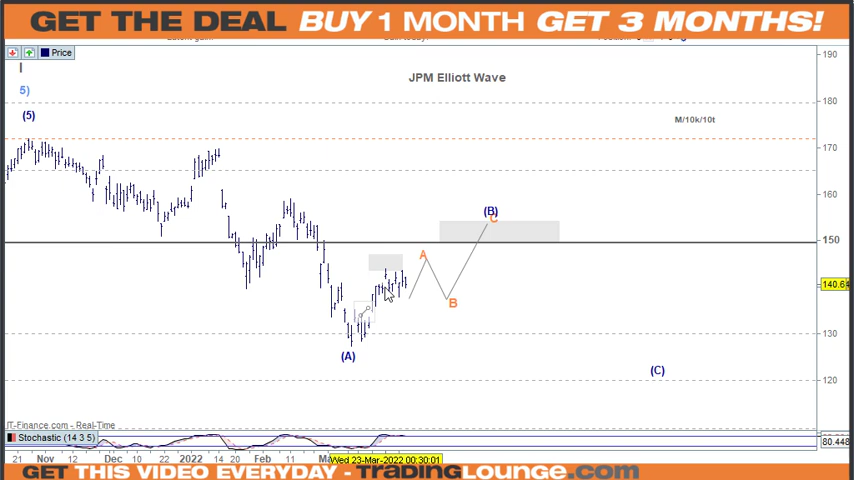 GET THE DEAL BUY 1 MONTH GET 3 MONTHS!
Price
190
JPM Elliott Wave
5)
180
(5)
M/10k/10t
170
160
(B)
C
150
A
140.64
B
130
(A)
(C)
120
IT-Finance.com - Real-Time
Stochastic (14 3 5)
80.448
21 Nov 12 Dec 13 22 2022 14 20 Feb 11 Wed 23-Mar-2022 00:30:01
GET THIS VIDEO EVERYDAY - TradingLounge.com